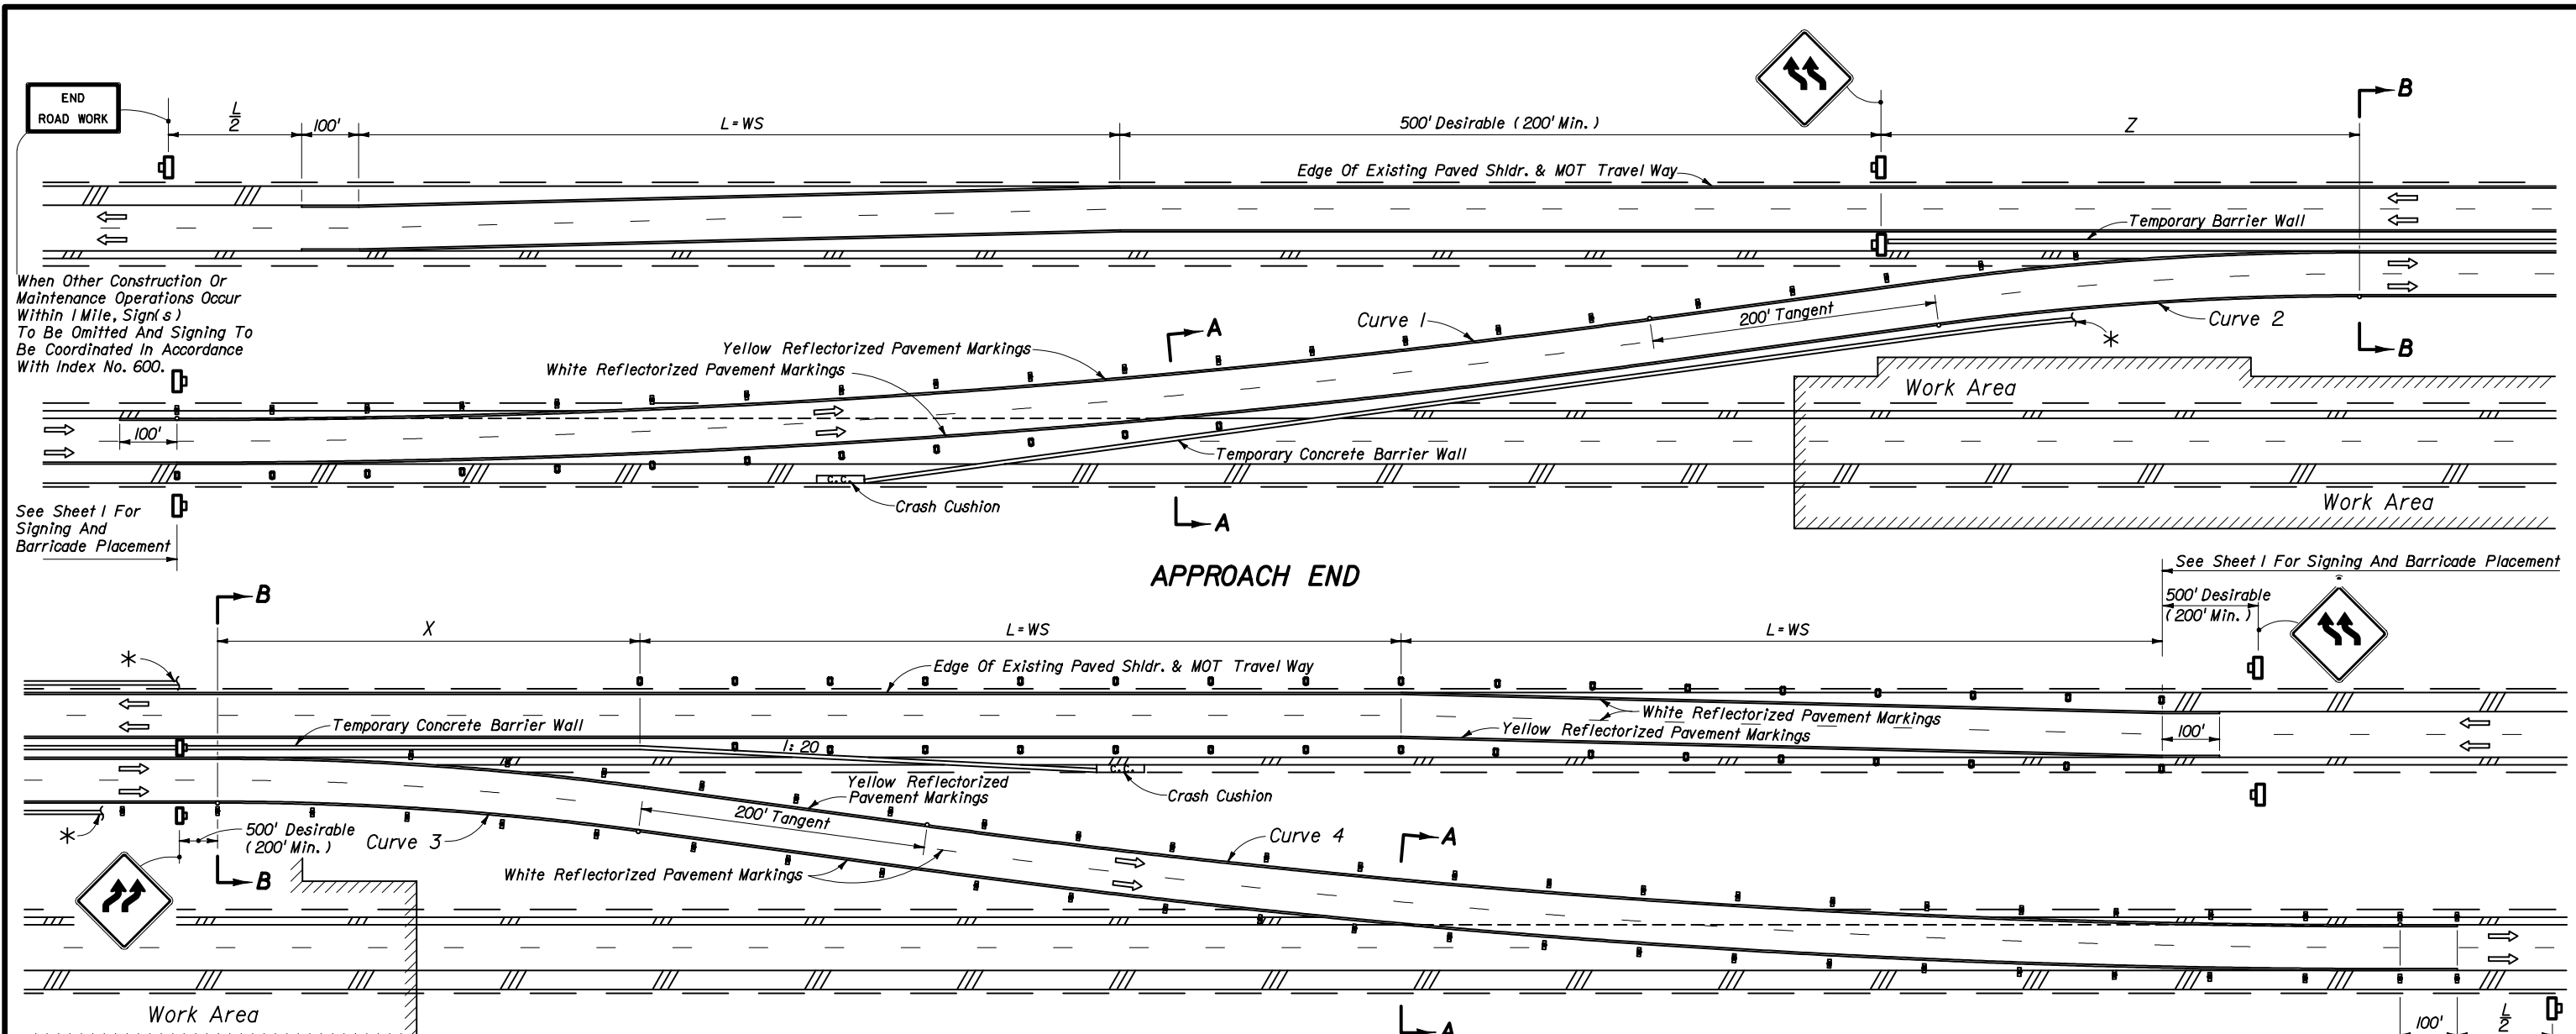 END
ROAD WORK
L
2
100'
L=WS
500' Desirable (200' Min.)
Z
B
Edge Of Existing Paved Shldr. & MOT Travel Way
Temporary Barrier Wall
When Other Construction Or
Maintenance Operations Occur
Within 1 Mile, Sign(s)
To Be Omitted And Signing To
Be Coordinated In Accordance
With Index No. 600.
A
Curve 1
200' Tangent
Curve 2
*
B
Yellow Reflectorized Pavement Markings
White Reflectorized Pavement Markings
Work Area
100'
Temporary Concrete Barrier Wall
C.C.
Crash Cushion
A
Work Area
See Sheet 1 For
Signing And
Barricade Placement
APPROACH END
See Sheet 1 For Signing And Barricade Placement
500' Desirable
(200' Min.)
B
X
L=WS
L=WS
*
Edge Of Existing Paved Shldr. & MOT Travel Way
Temporary Concrete Barrier Wall
1:20
White Reflectorized Pavement Markings
Yellow Reflectorized Pavement Markings
100'
C.C.
Crash Cushion
Yellow Reflectorized
Pavement Markings
200' Tangent
*
500' Desirable
(200' Min.)
Curve 3
Curve 4
A
White Reflectorized Pavement Markings
B
Work Area
A
100'
L
2